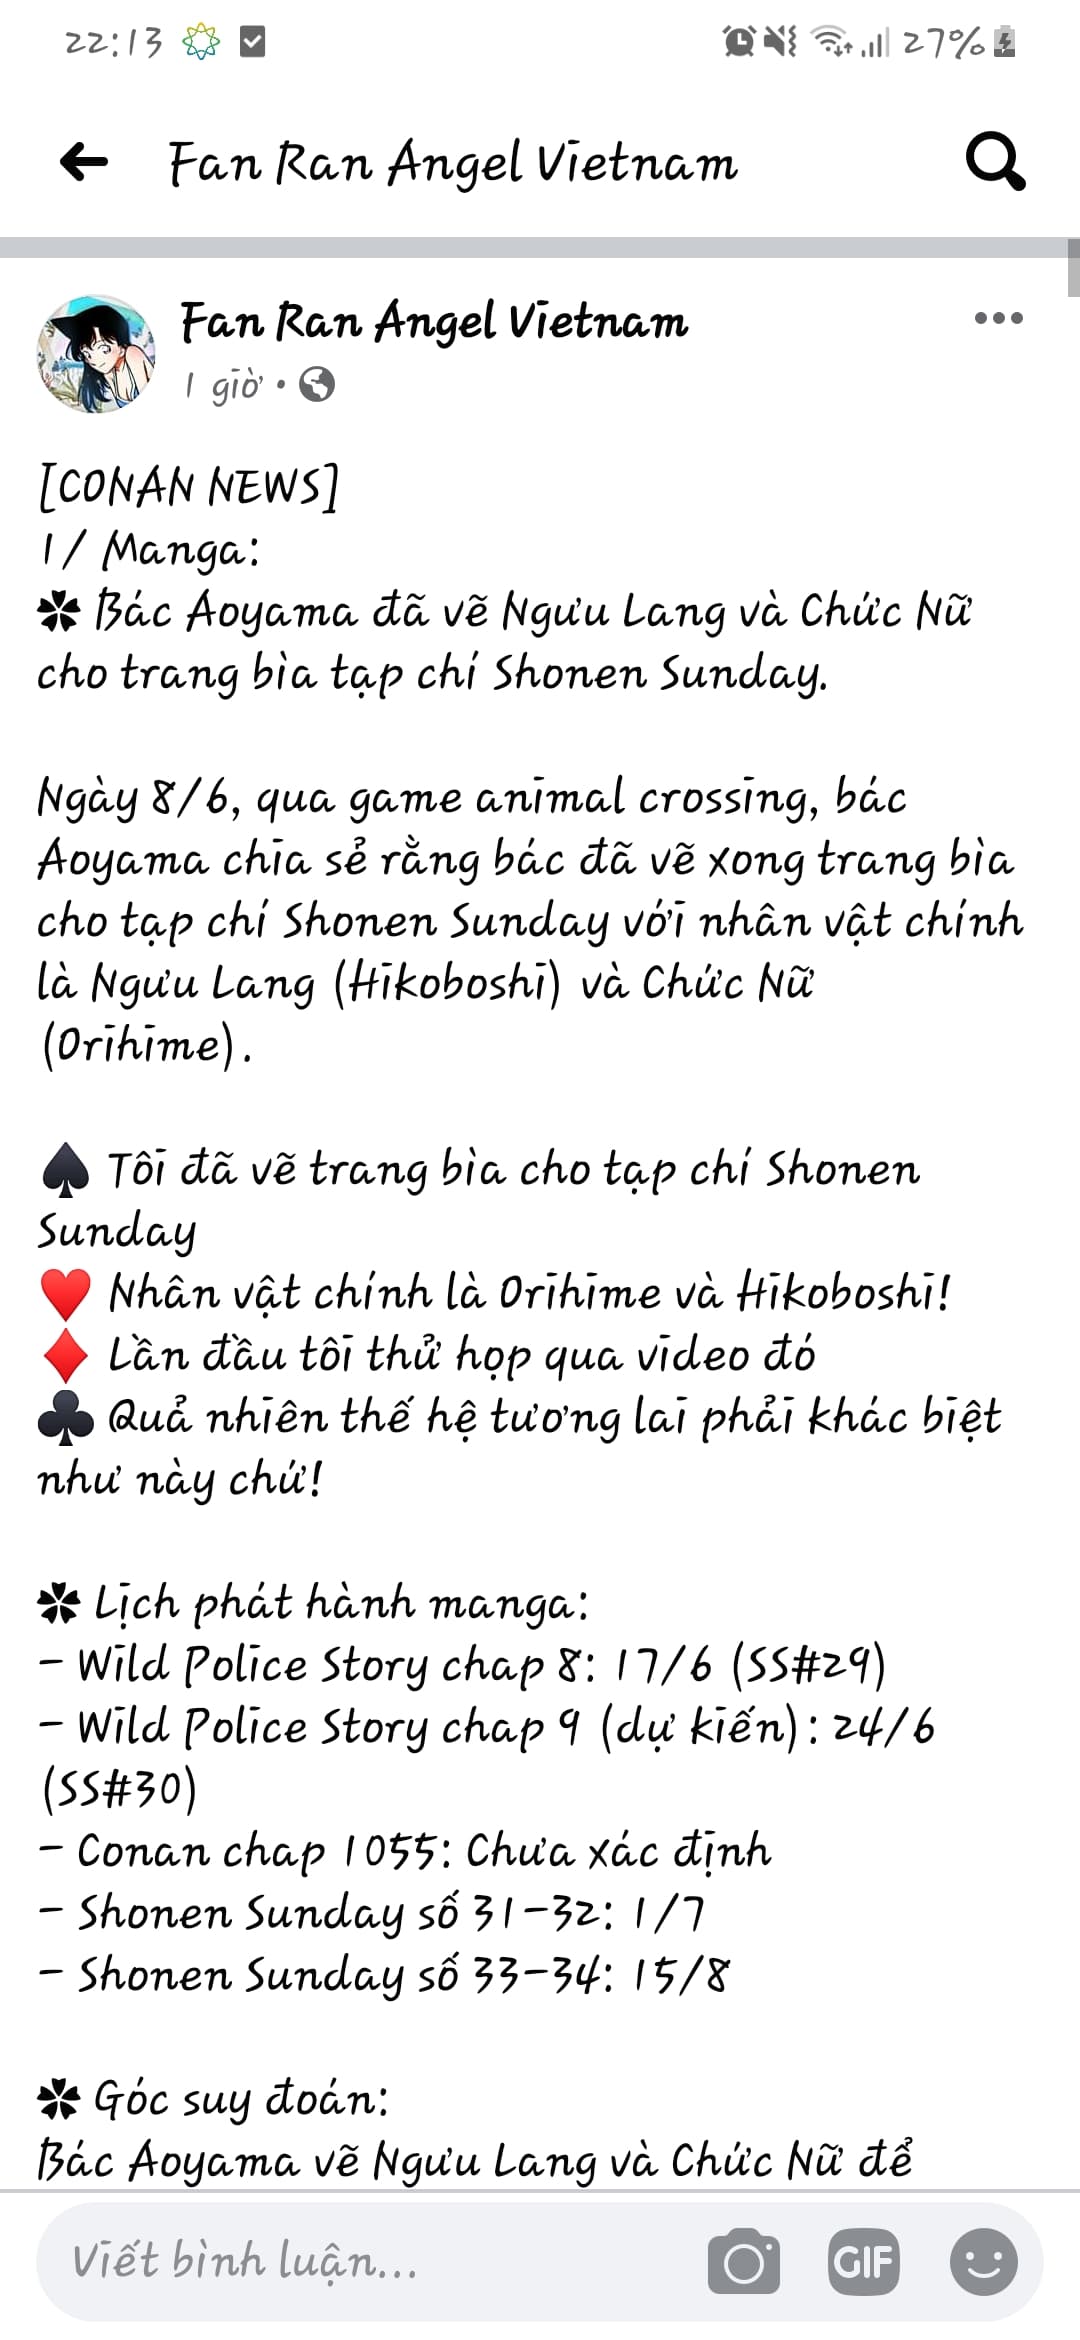 22:13 27%
Fan Ran Angel Vietnam
Fan Ran Angel Vietnam
1 giờ
[CONAN NEWS]
1/ Manga:
✽ Bác Aoyama đã vẽ Ngưu Lang và Chức Nữ
cho trang bìa tạp chí Shonen Sunday.
Ngày 8/6, qua game animal crossing, bác
Aoyama chia sẻ rằng bác đã vẽ xong trang bìa
cho tạp chí Shonen Sunday với nhân vật chính
là Ngưu Lang (Hikoboshi) và Chức Nữ
(Orihime).
♠ Tôi đã vẽ trang bìa cho tạp chí Shonen
Sunday
♥ Nhân vật chính là Orihime và Hikoboshi!
♦ Lần đầu tôi thử họp qua video đó
♣ Quả nhiên thế hệ tương lai phải khác biệt
như này chứ!
✽ Lịch phát hành manga:
- Wild Police Story chap 8: 17/6 (SS#29)
- Wild Police Story chap 9 (dự kiến): 24/6
(SS#30)
- Conan chap 1055: Chưa xác định
- Shonen Sunday số 31-32: 1/7
- Shonen Sunday số 33-34: 15/8
✽ Góc suy đoán:
Bác Aoyama vẽ Ngưu Lang và Chức Nữ để
Viết bình luận...
GIF